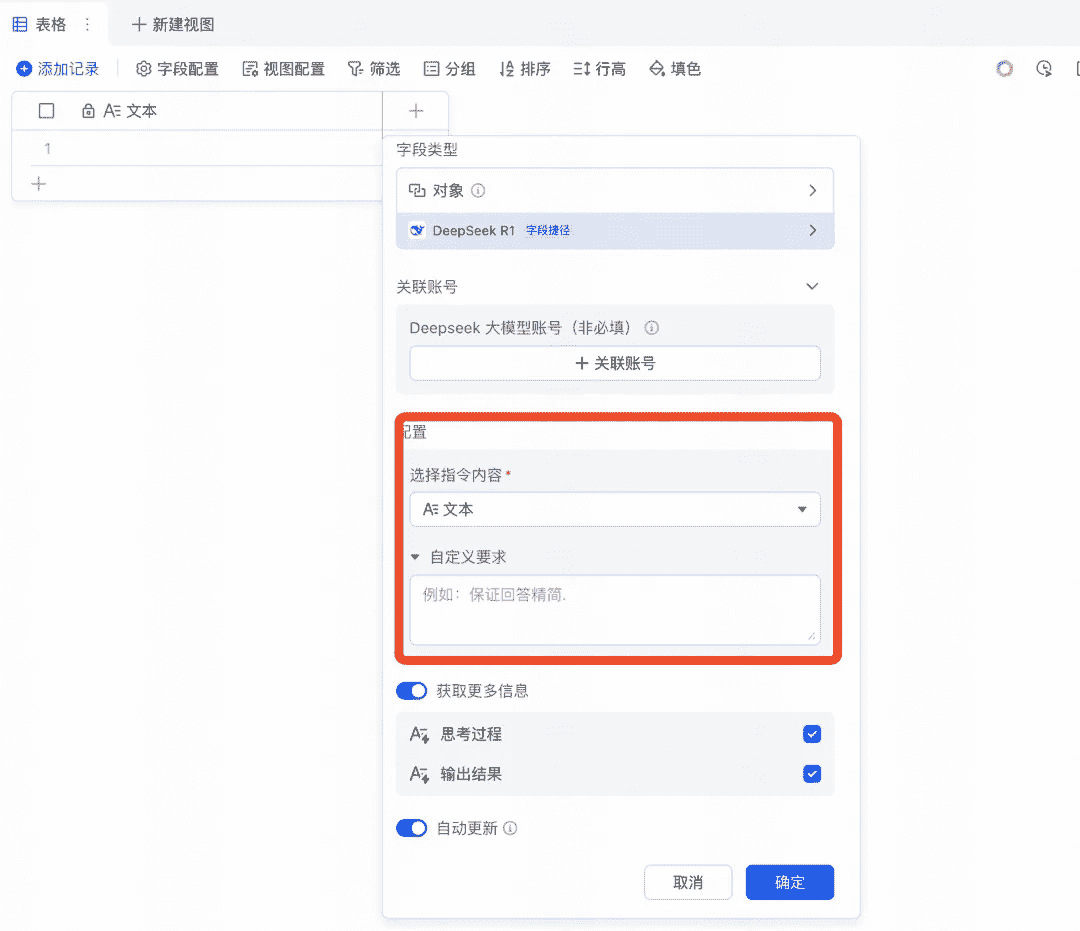 表格
新建视图
添加记录 字段配置 视图配置 筛选 分组 排序 行高 填色
文本
1
字段类型
对象
DeepSeek R1 字段捷径
关联账号
Deepseek 大模型账号（非必填）
+ 关联账号
配置
选择指令内容*
文本
自定义要求
例如：保证回答精简.
获取更多信息
思考过程
输出结果
自动更新
取消 确定